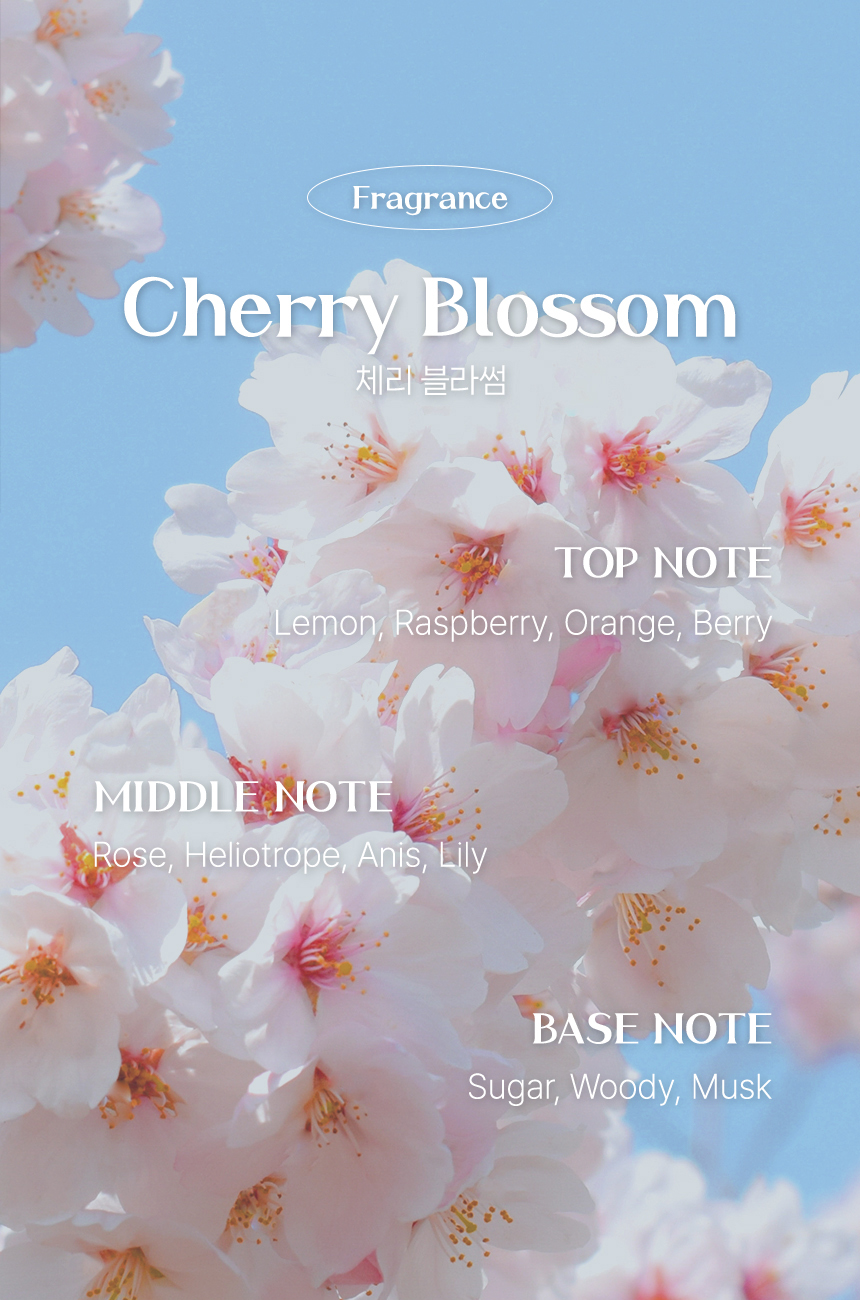 Fragrance
Cherry Blossom
체리 블라썸
TOP NOTE
Lemon, Raspberry, Orange, Berry
MIDDLE NOTE
Rose, Heliotrope, Anis, Lily
BASE NOTE
Sugar, Woody, Musk